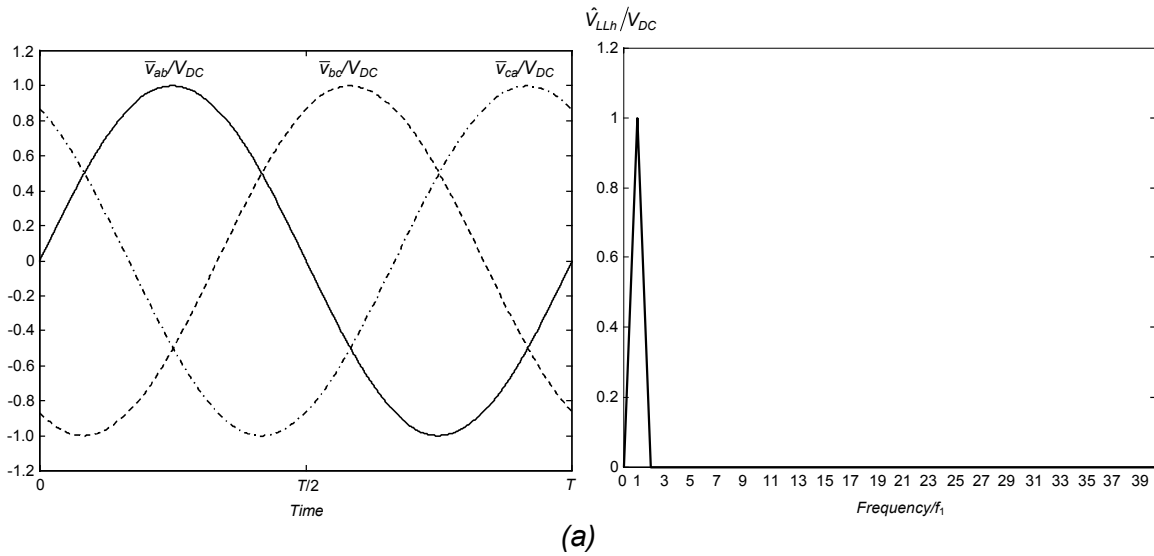 V̂LLh/VDC
1.2
1.0
0.8
0.6
0.4
0.2
0
-0.2
-0.4
-0.6
-0.8
-1.0
-1.2
v̅ab/VDC v̅bc/VDC v̅ca/VDC
0 T/2 T
Time
1.2
1
0.8
0.6
0.4
0.2
0
0 1 3 5 7 9 11 13 15 17 19 21 23 25 27 29 31 33 35 37 39
Frequency/f1
(a)